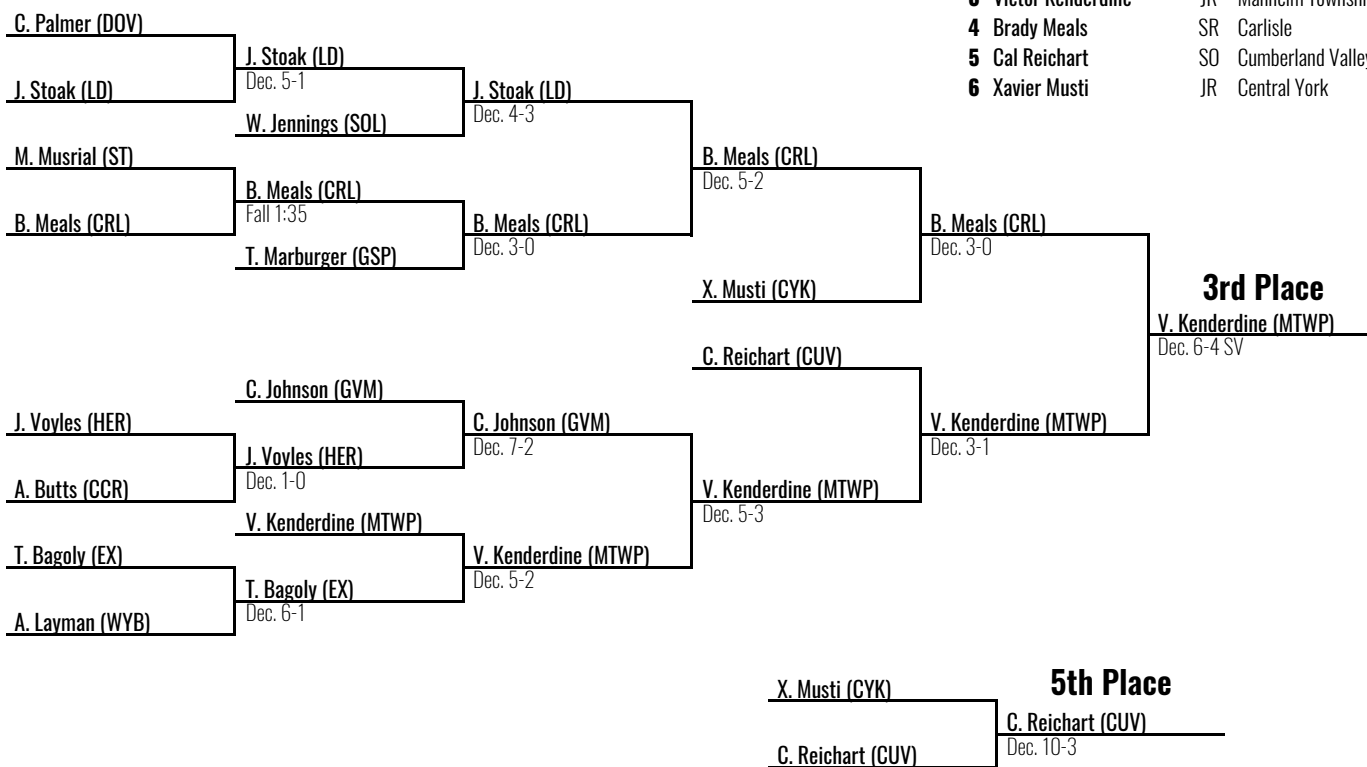 C. Palmer (DOV)
J. Stoak (LD)
Dec. 5-1
J. Stoak (LD)
J. Stoak (LD)
Dec. 4-3
W. Jennings (SOL)
M. Musrial (ST)
B. Meals (CRL)
Dec. 5-2
B. Meals (CRL)
Fall 1:35
B. Meals (CRL)
B. Meals (CRL)
Dec. 3-0
T. Marburger (GSP)
B. Meals (CRL)
Dec. 3-0
X. Musti (CYK)
3rd Place
V. Kenderdine (MTWP)
Dec. 6-4 SV
C. Reichart (CUV)
C. Johnson (GVM)
J. Voyles (HER)
C. Johnson (GVM)
Dec. 7-2
V. Kenderdine (MTWP)
Dec. 3-1
J. Voyles (HER)
Dec. 1-0
A. Butts (CCR)
V. Kenderdine (MTWP)
Dec. 5-3
V. Kenderdine (MTWP)
T. Bagoly (EX)
V. Kenderdine (MTWP)
Dec. 5-2
T. Bagoly (EX)
Dec. 6-1
A. Layman (WYB)
5th Place
X. Musti (CYK)
C. Reichart (CUV)
Dec. 10-3
C. Reichart (CUV)
4 Brady Meals SR Carlisle
5 Cal Reichart SO Cumberland Valley
6 Xavier Musti JR Central York